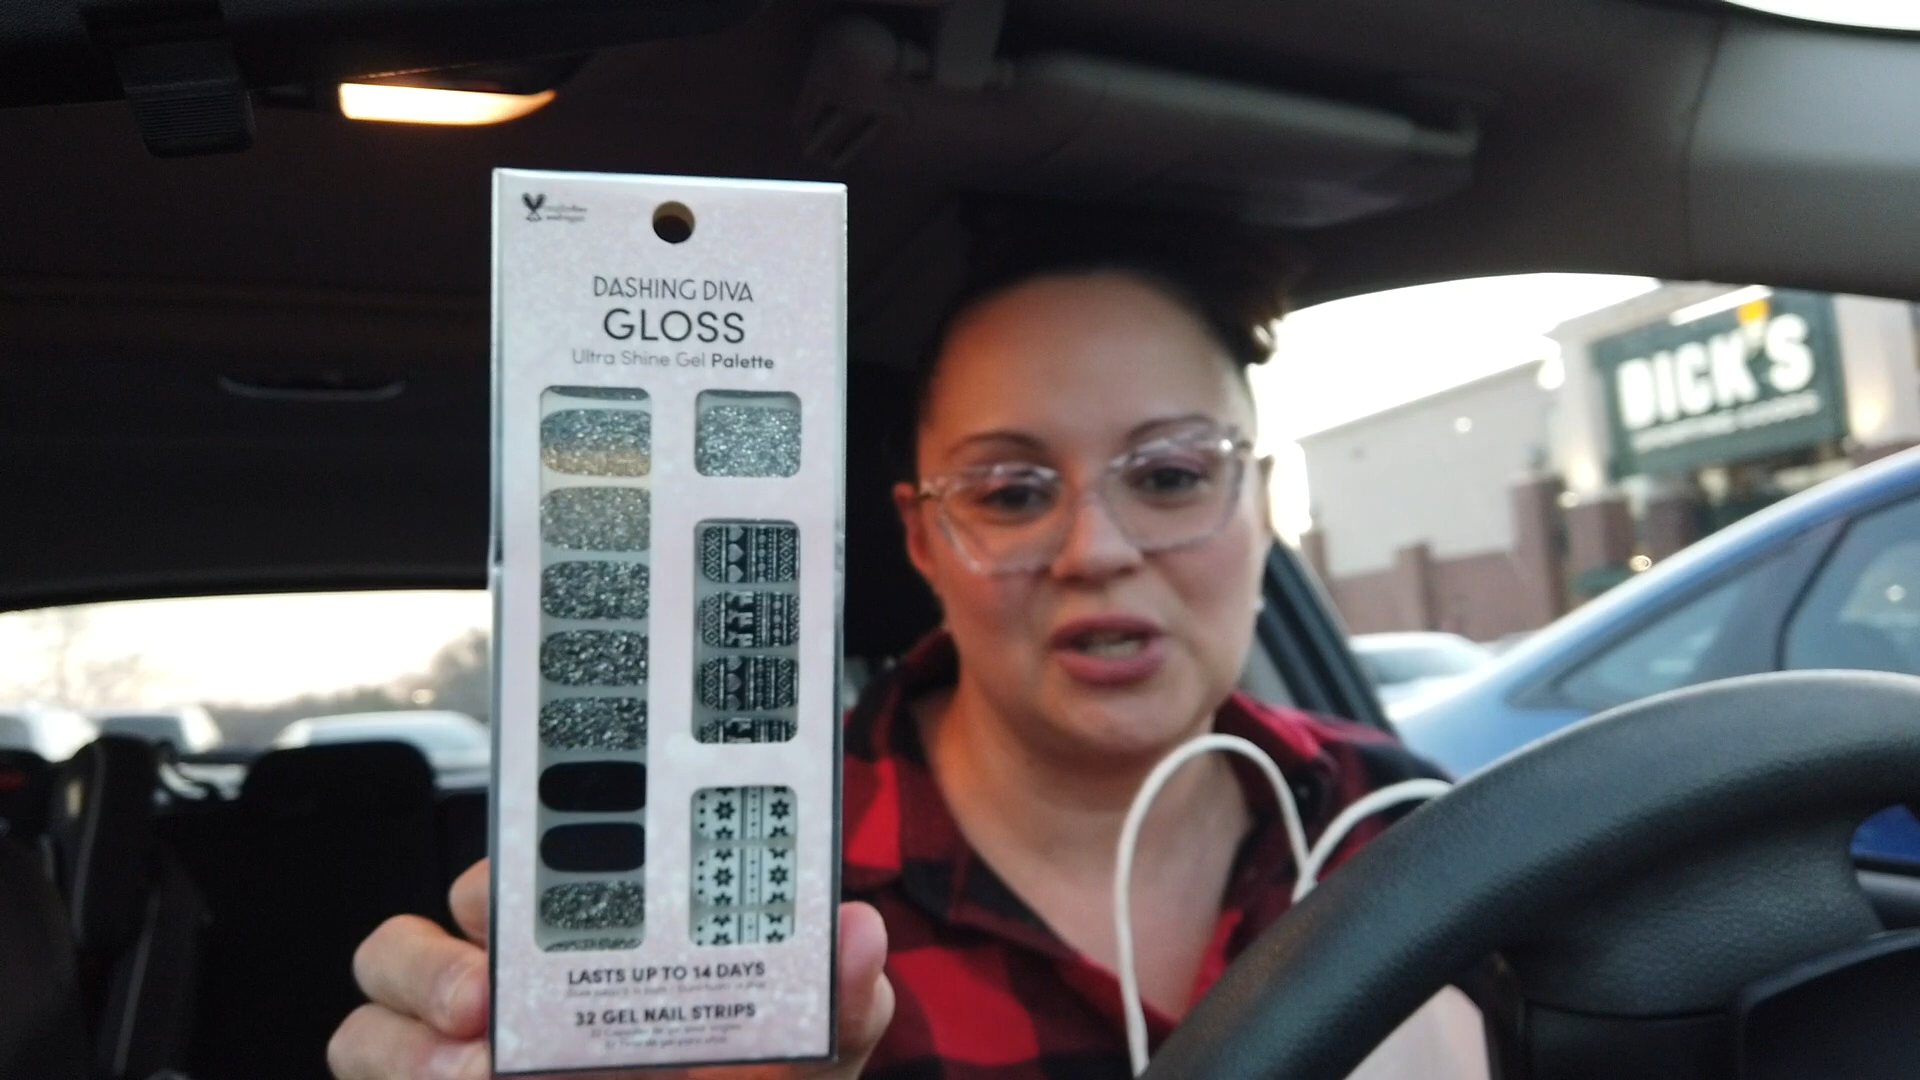 DASHING DIVA
GLOSS
Ultra Shine Gel Palette
LASTS UP TO 14 DAYS
32 GEL NAIL STRIPS
DICK'S